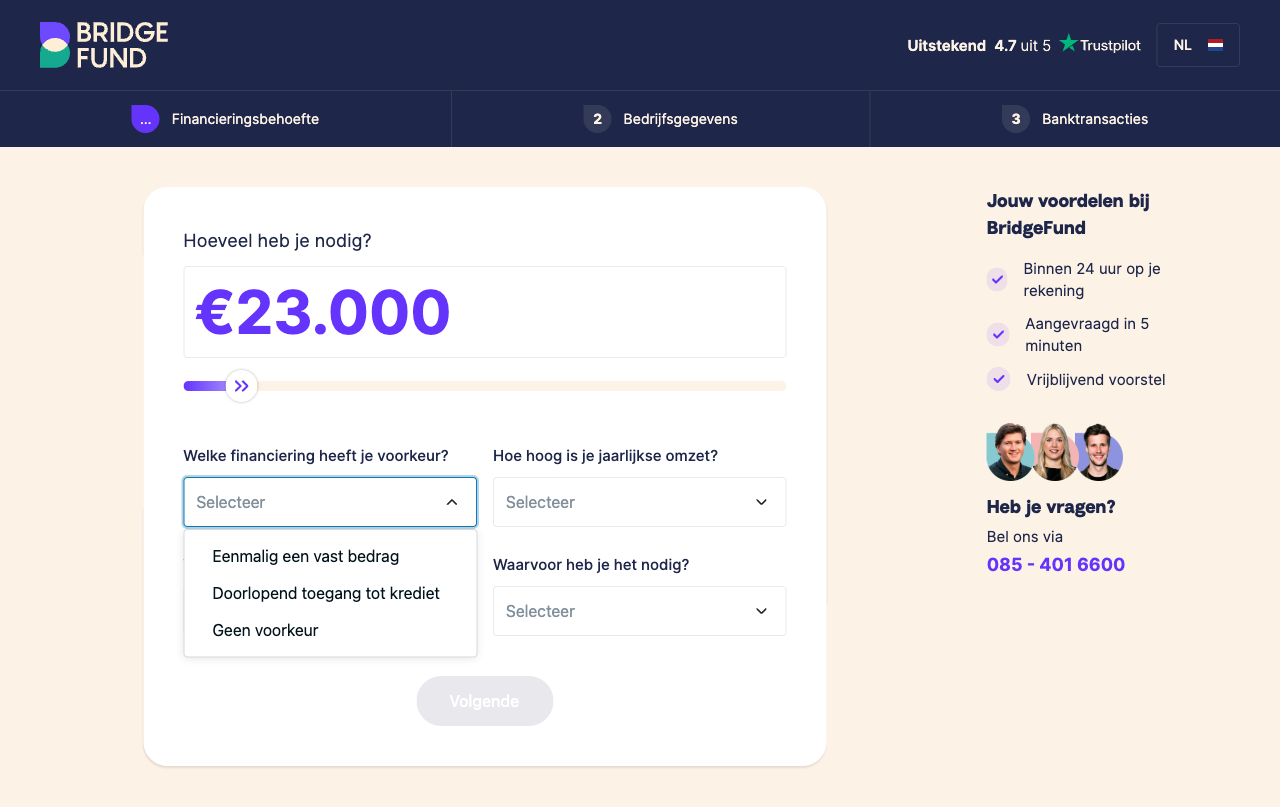 BRIDGE
FUND
Uitstekend 4.7 uit 5 Trustpilot
NL
... Financieringsbehoefte
2 Bedrijfsgegevens
3 Banktransacties
Hoeveel heb je nodig?
€23.000
Welke financiering heeft je voorkeur?
Selecteer
Eenmalig een vast bedrag
Doorlopend toegang tot krediet
Geen voorkeur
Hoe hoog is je jaarlijkse omzet?
Selecteer
Waarvoor heb je het nodig?
Selecteer
Volgende
Jouw voordelen bij
BridgeFund
Binnen 24 uur op je
rekening
Aangevraagd in 5
minuten
Vrijblijvend voorstel
Heb je vragen?
Bel ons via
085 - 401 6600